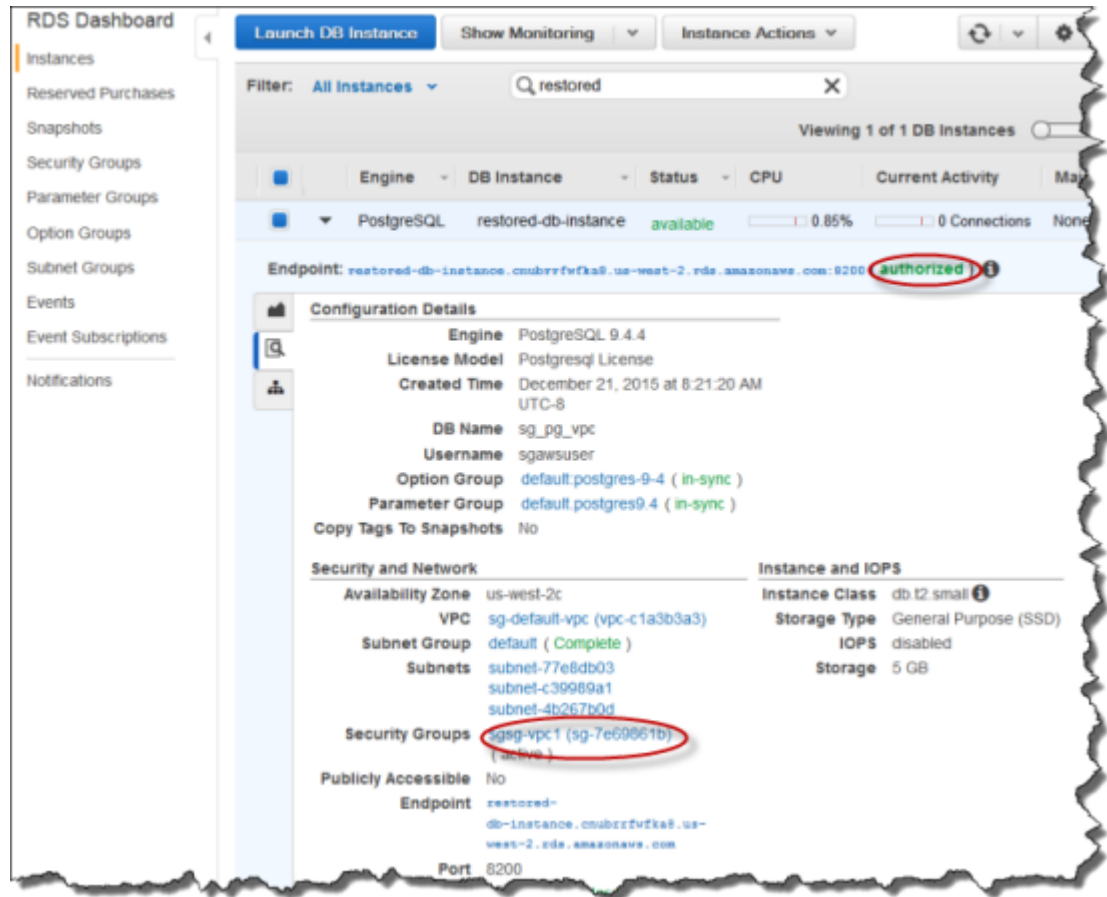 RDS Dashboard
Instances
Reserved Purchases
Snapshots
Security Groups
Parameter Groups
Option Groups
Subnet Groups
Events
Event Subscriptions
Notifications
Launch DB Instance Show Monitoring Instance Actions
Filter: All Instances restored
Viewing 1 of 1 DB Instances
Engine DB Instance Status CPU Current Activity
PostgreSQL restored-db-instance available 0.85% 0 Connections None
Endpoint: restored-db-instance.cnubrrfwfka8.us-west-2.rds.amazonaws.com:8200 ( authorized )
Configuration Details
Engine PostgreSQL 9.4.4
License Model Postgresql License
Created Time December 21, 2015 at 8:21:20 AM
UTC-8
DB Name sg_pg_vpc
Username sgawsuser
Option Group default:postgres-9-4 ( in-sync )
Parameter Group default.postgres9.4 ( in-sync )
Copy Tags To Snapshots No
Security and Network
Availability Zone us-west-2c
VPC sg-default-vpc (vpc-c1a3b3a3)
Subnet Group default ( Complete )
Subnets subnet-77e8db03
subnet-c39989a1
subnet-4b267b0d
Security Groups sgsg-vpc1 (sg-7e69861b)
( active )
Publicly Accessible No
Endpoint restored-
db-instance.cnubrrfwfka8.us-
west-2.rds.amazonaws.com
Port 8200
Instance and IOPS
Instance Class db.t2.small
Storage Type General Purpose (SSD)
IOPS disabled
Storage 5 GB